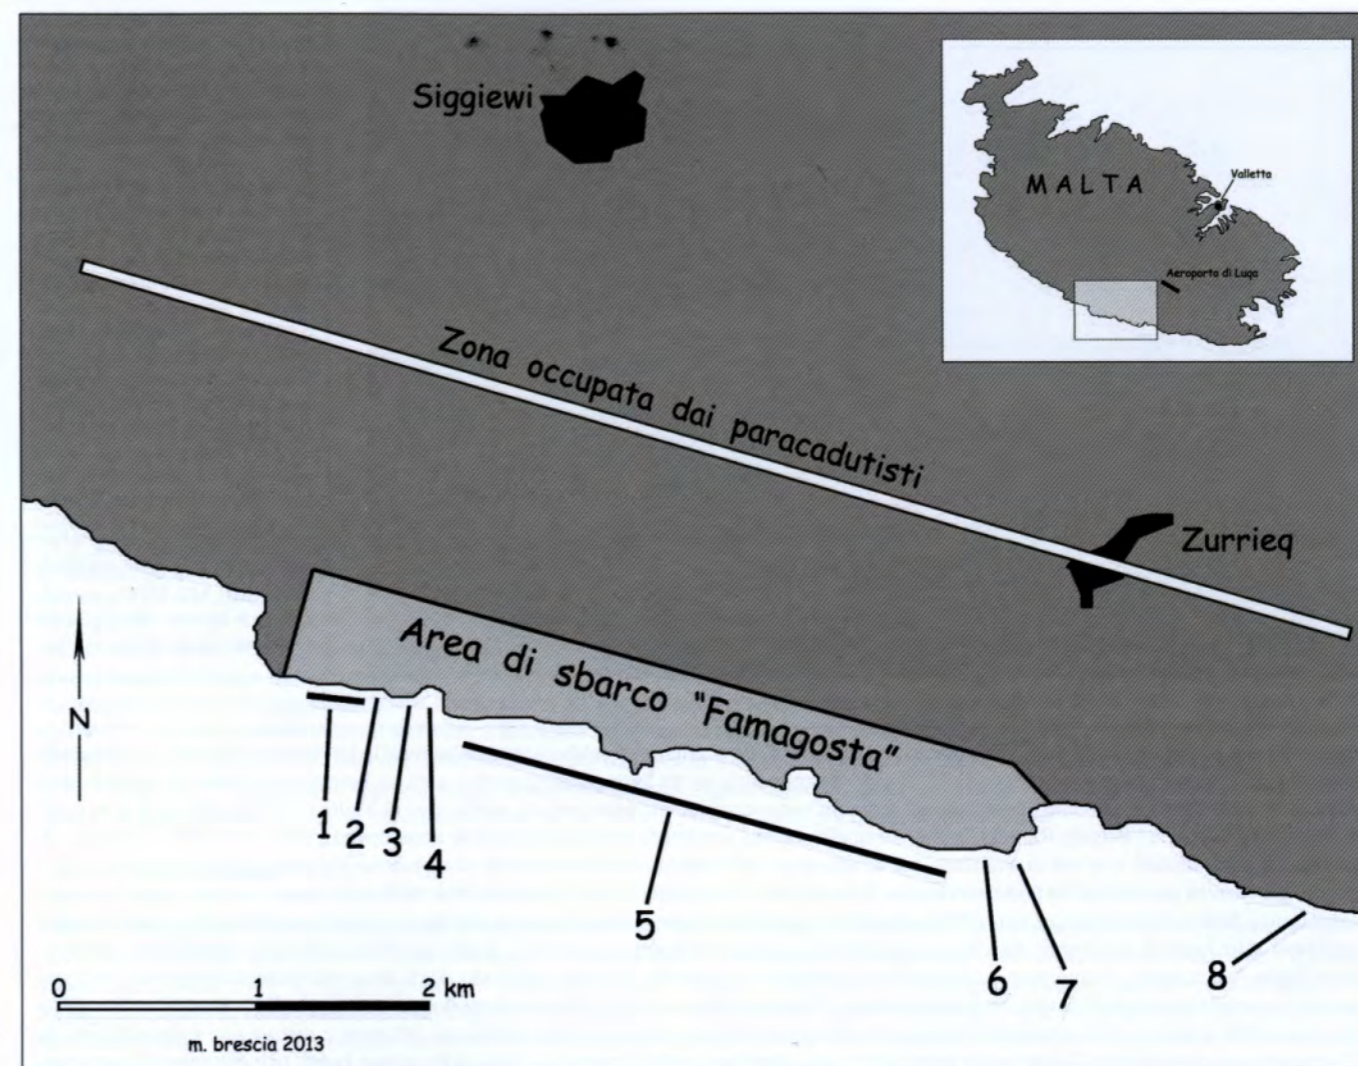 Siggiewi
MALTA
Valletta
Aeroporto di Luqa
Zona occupata dai paracadutisti
Zurrieq
Area di sbarco "Famagosta"
N
1
2
3
4
5
6
7
8
0 1 2 km
m. brescia 2013